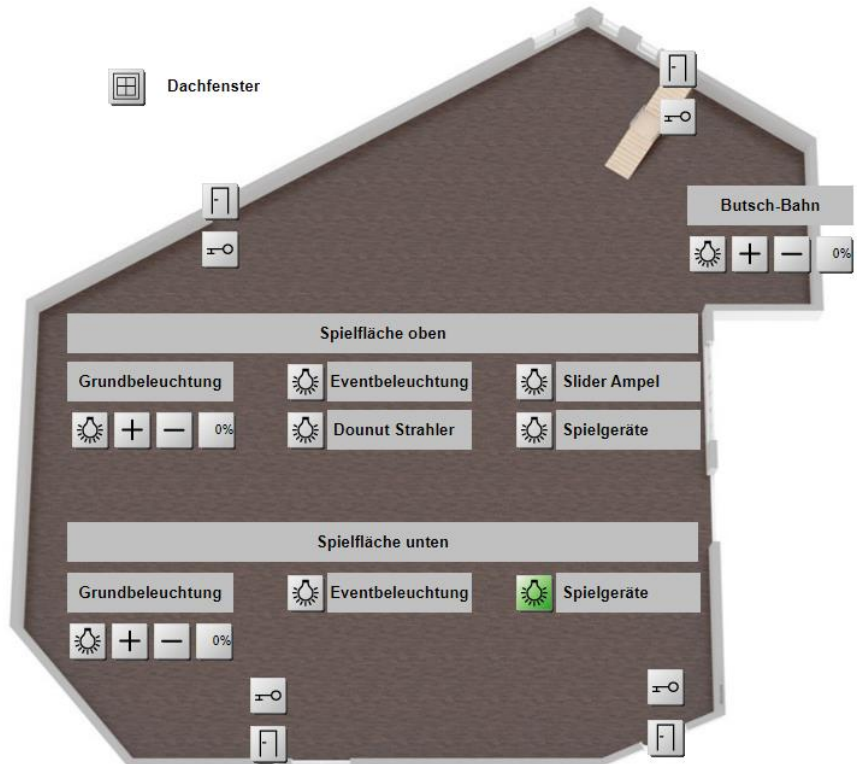 Dachfenster
Butsch-Bahn
0%
Spielfläche oben
Grundbeleuchtung
Eventbeleuchtung
Slider Ampel
0%
Dounut Strahler
Spielgeräte
Spielfläche unten
Grundbeleuchtung
Eventbeleuchtung
Spielgeräte
0%